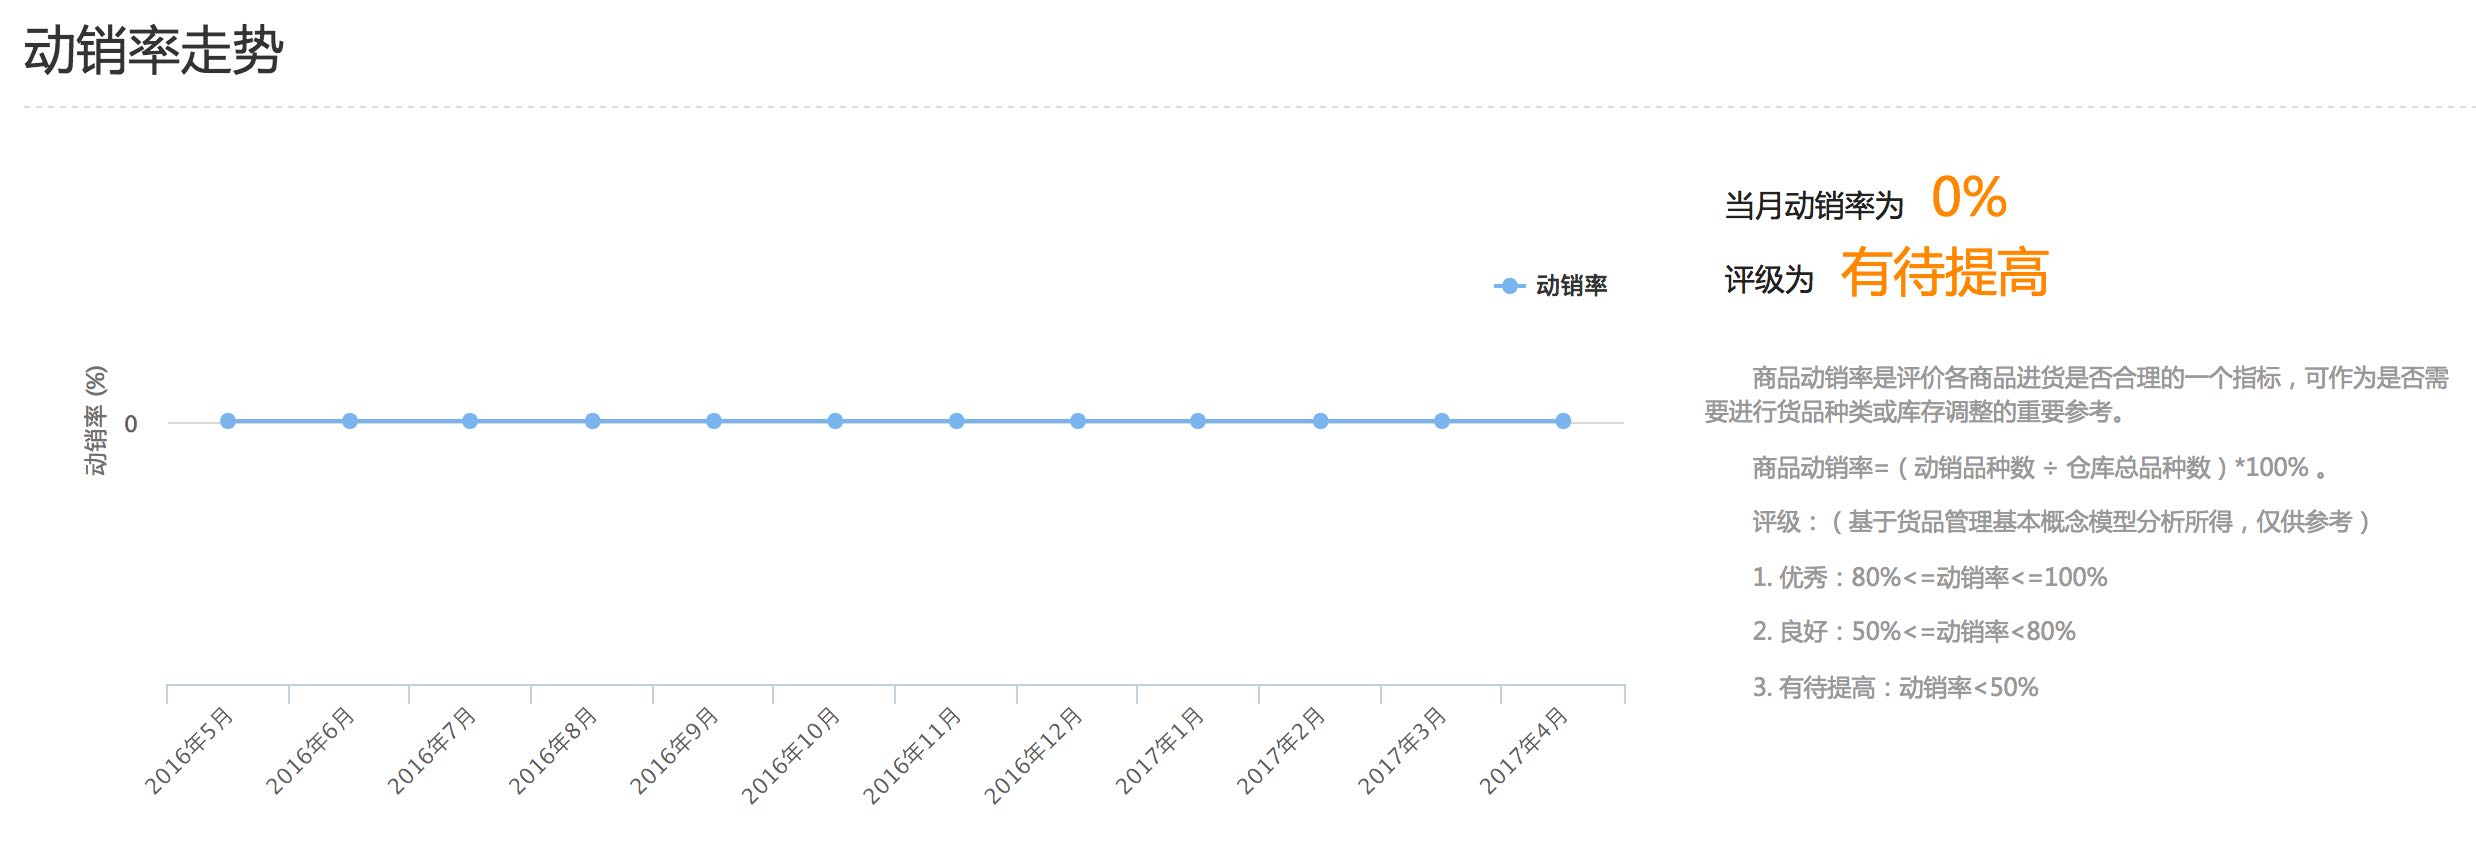 动销率走势
当月动销率为 0%
评级为 有待提高
动销率
动销率 (%)
0
2016年5月
2016年6月
2016年7月
2016年8月
2016年9月
2016年10月
2016年11月
2016年12月
2017年1月
2017年2月
2017年3月
2017年4月
商品动销率是评价各商品进货是否合理的一个指标，可作为是否需
要进行货品种类或库存调整的重要参考。
商品动销率=（动销品种数 ÷ 仓库总品种数）*100% 。
评级：（基于货品管理基本概念模型分析所得，仅供参考）
1. 优秀：80%<=动销率<=100%
2. 良好：50%<=动销率<80%
3. 有待提高：动销率<50%